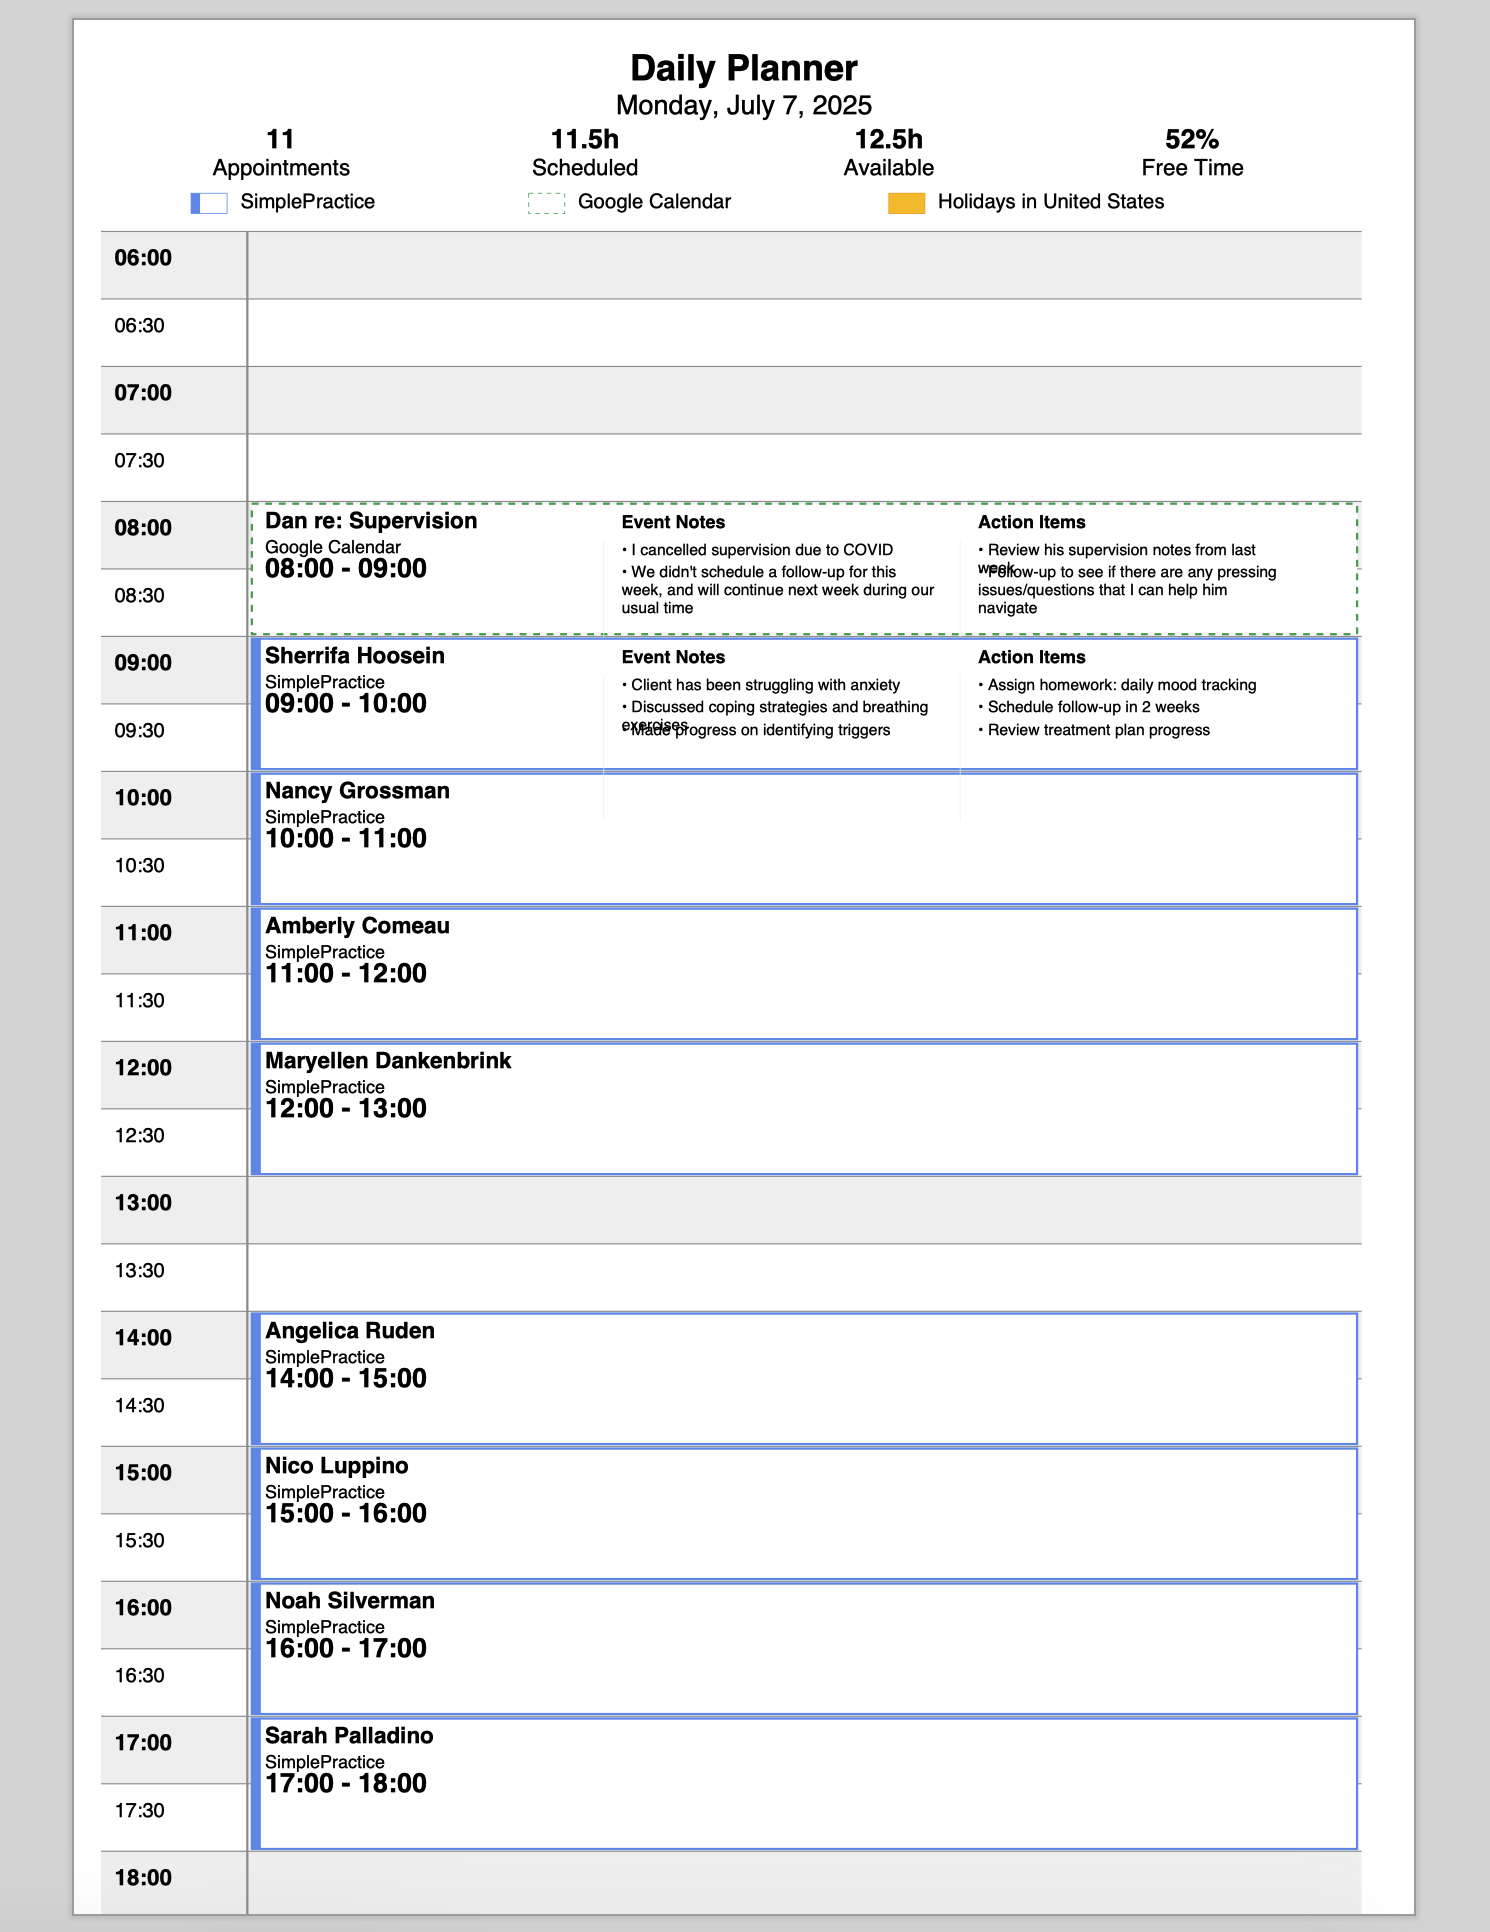 Daily Planner
Monday, July 7, 2025
11 11.5h 12.5h 52%
Appointments Scheduled Available Free Time
SimplePractice Google Calendar Holidays in United States
06:00
06:30
07:00
07:30
08:00
08:30
Dan re: Supervision
Google Calendar
08:00 - 09:00
Event Notes
• I cancelled supervision due to COVID
• We didn't schedule a follow-up for this
week, and will continue next week during our
usual time
Action Items
• Review his supervision notes from last
week
• Follow-up to see if there are any pressing
issues/questions that I can help him
navigate
09:00
09:30
Sherrifa Hoosein
SimplePractice
09:00 - 10:00
Event Notes
• Client has been struggling with anxiety
• Discussed coping strategies and breathing
exercises
• Made progress on identifying triggers
Action Items
• Assign homework: daily mood tracking
• Schedule follow-up in 2 weeks
• Review treatment plan progress
10:00
10:30
Nancy Grossman
SimplePractice
10:00 - 11:00
11:00
11:30
Amberly Comeau
SimplePractice
11:00 - 12:00
12:00
12:30
Maryellen Dankenbrink
SimplePractice
12:00 - 13:00
13:00
13:30
14:00
14:30
Angelica Ruden
SimplePractice
14:00 - 15:00
15:00
15:30
Nico Luppino
SimplePractice
15:00 - 16:00
16:00
16:30
Noah Silverman
SimplePractice
16:00 - 17:00
17:00
17:30
Sarah Palladino
SimplePractice
17:00 - 18:00
18:00